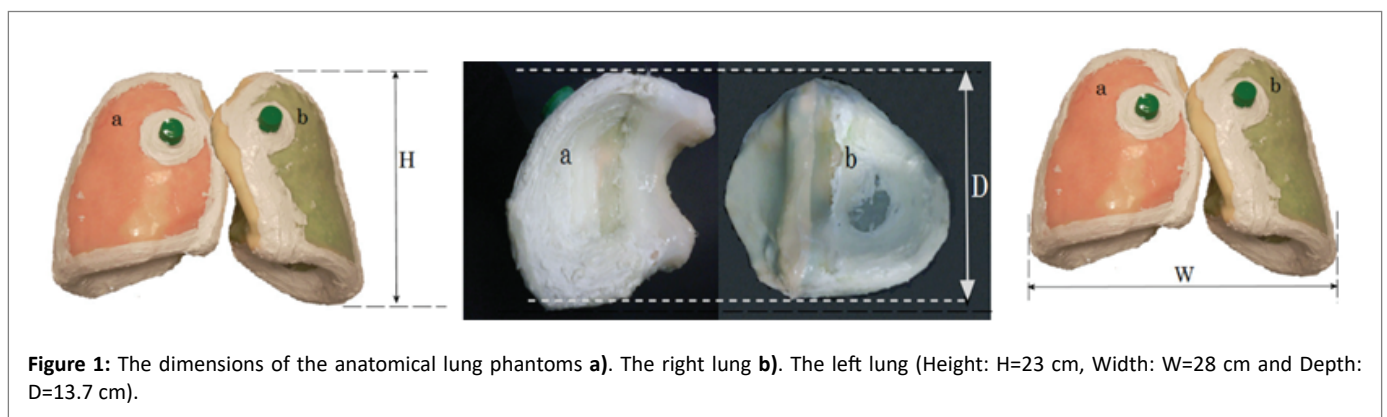 a
b
H
a
b
D
a
b
W
Figure 1: The dimensions of the anatomical lung phantoms a). The right lung b). The left lung (Height: H=23 cm, Width: W=28 cm and Depth:
D=13.7 cm).